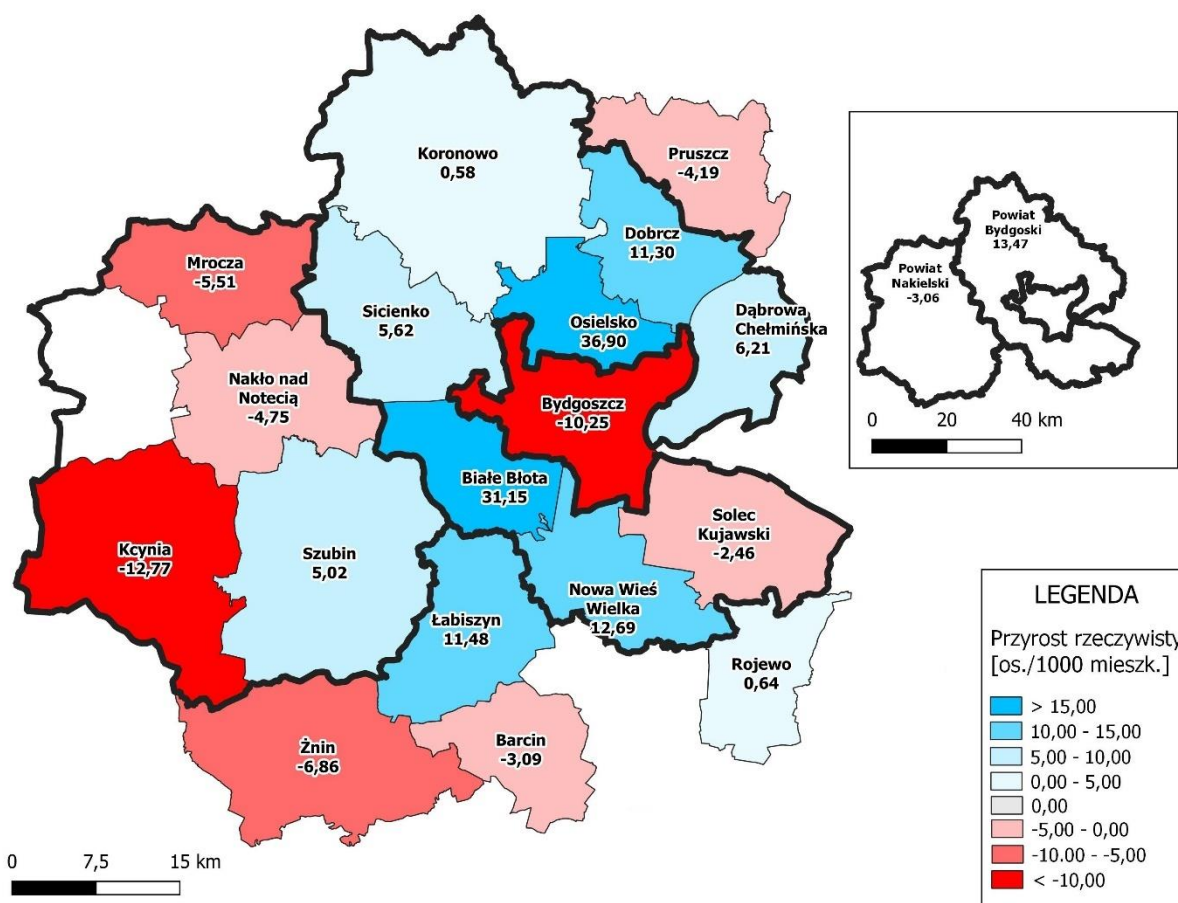 Koronowo
0,58
Pruszcz
-4,19
Dobrcz
11,30
Mrocza
-5,51
Sicienko
5,62
Osielsko
36,90
Dąbrowa
Chełmińska
6,21
Nakło nad
Notecią
-4,75
Bydgoszcz
-10,25
Białe Błota
31,15
Solec
Kujawski
-2,46
Kcynia
-12,77
Szubin
5,02
Nowa Wieś
Wielka
12,69
Łabiszyn
11,48
Rojewo
0,64
Żnin
-6,86
Barcin
-3,09
0 7,5 15 km
Powiat
Bydgoski
13,47
Powiat
Nakielski
-3,06
0 20 40 km
LEGENDA
Przyrost rzeczywisty
[os./1000 mieszk.]
> 15,00
10,00 - 15,00
5,00 - 10,00
0,00 - 5,00
0,00
-5,00 - 0,00
-10.00 - -5,00
< -10,00